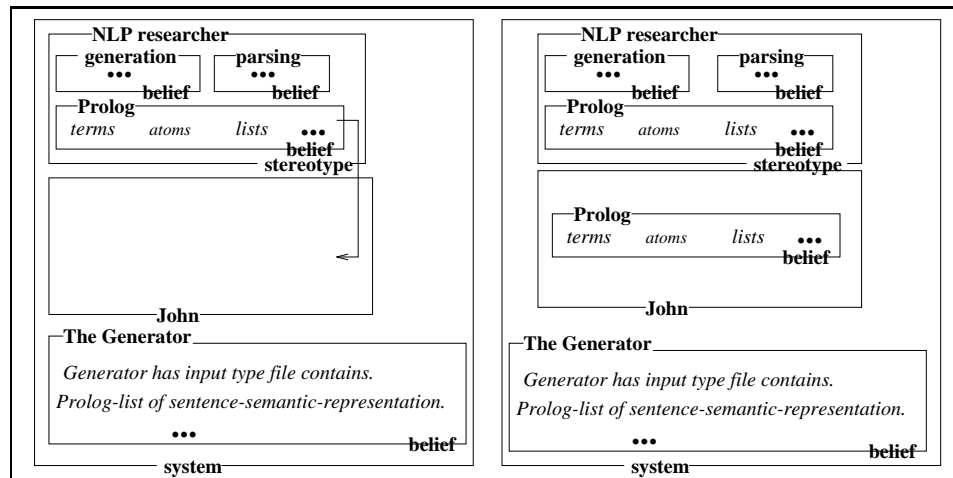 NLP researcher
generation parsing
••• •••
belief belief
Prolog
terms atoms lists •••
belief
stereotype
John
The Generator
Generator has input type file contains.
Prolog-list of sentence-semantic-representation.
•••
belief
system
NLP researcher
generation parsing
••• •••
belief belief
Prolog
terms atoms lists •••
belief
stereotype
Prolog
terms atoms lists •••
belief
John
The Generator
Generator has input type file contains.
Prolog-list of sentence-semantic-representation.
•••
belief
system